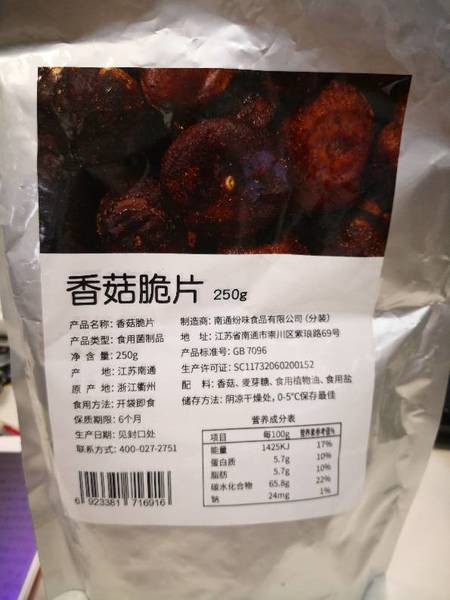 香菇脆片 250g
产品名称: 香菇脆片
产品类型: 食用菌制品
净 含 量: 250g
产 地: 江苏南通
原 产 地: 浙江衢州
食用方法: 开袋即食
保质期限: 6个月
生产日期: 见封口处
联系方式: 400-027-2751
制造商: 南通纷味食品有限公司 (分装)
地 址: 江苏省南通市崇川区紫琅路69号
产品标准号: GB 7096
生产许可证: SC11732060200152
配 料: 香菇、麦芽糖、食用植物油、食用盐
储存方法: 阴凉干燥处, 0-5℃保存最佳
营养成分表
项目 每100g 营养素参考值%
能量 1425KJ 17%
蛋白质 5.7g 10%
脂肪 5.7g 10%
碳水化合物 65.8g 22%
钠 24mg 1%
6 923381 716916